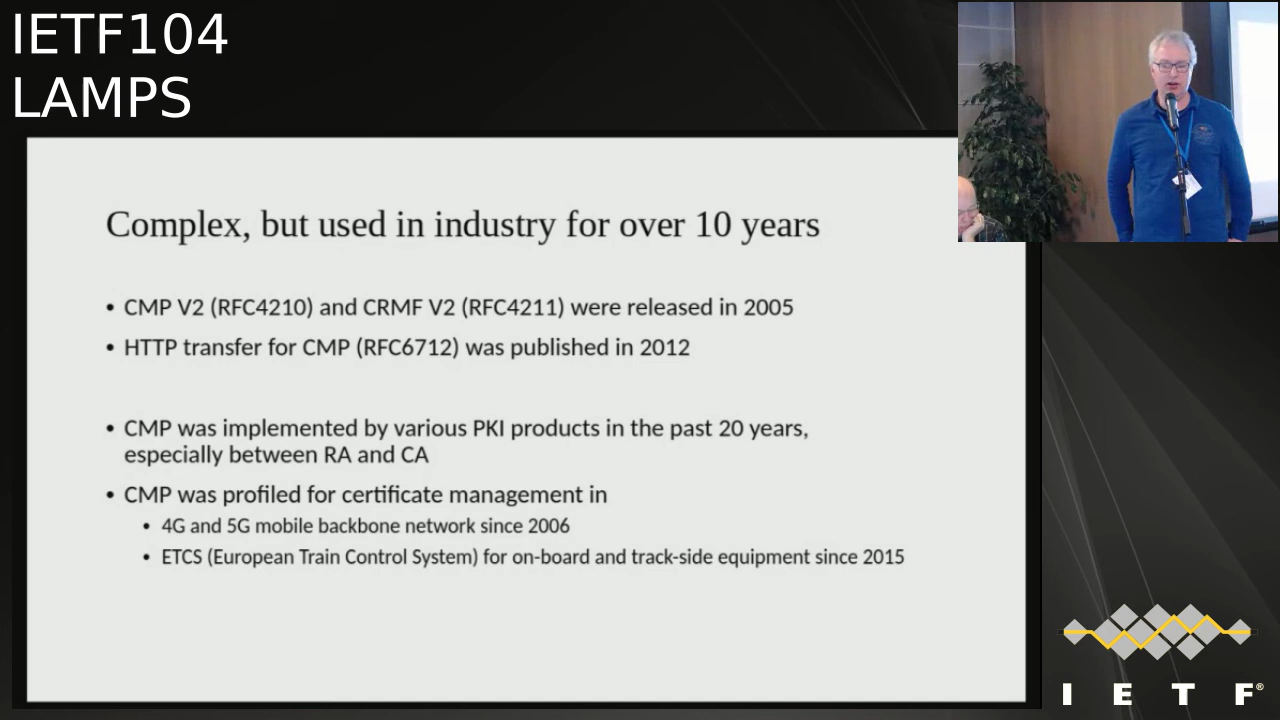 IETF104
LAMPS
Complex, but used in industry for over 10 years
• CMP V2 (RFC4210) and CRMF V2 (RFC4211) were released in 2005
• HTTP transfer for CMP (RFC6712) was published in 2012
• CMP was implemented by various PKI products in the past 20 years,
especially between RA and CA
• CMP was profiled for certificate management in
• 4G and 5G mobile backbone network since 2006
• ETCS (European Train Control System) for on-board and track-side equipment since 2015
I E T F®